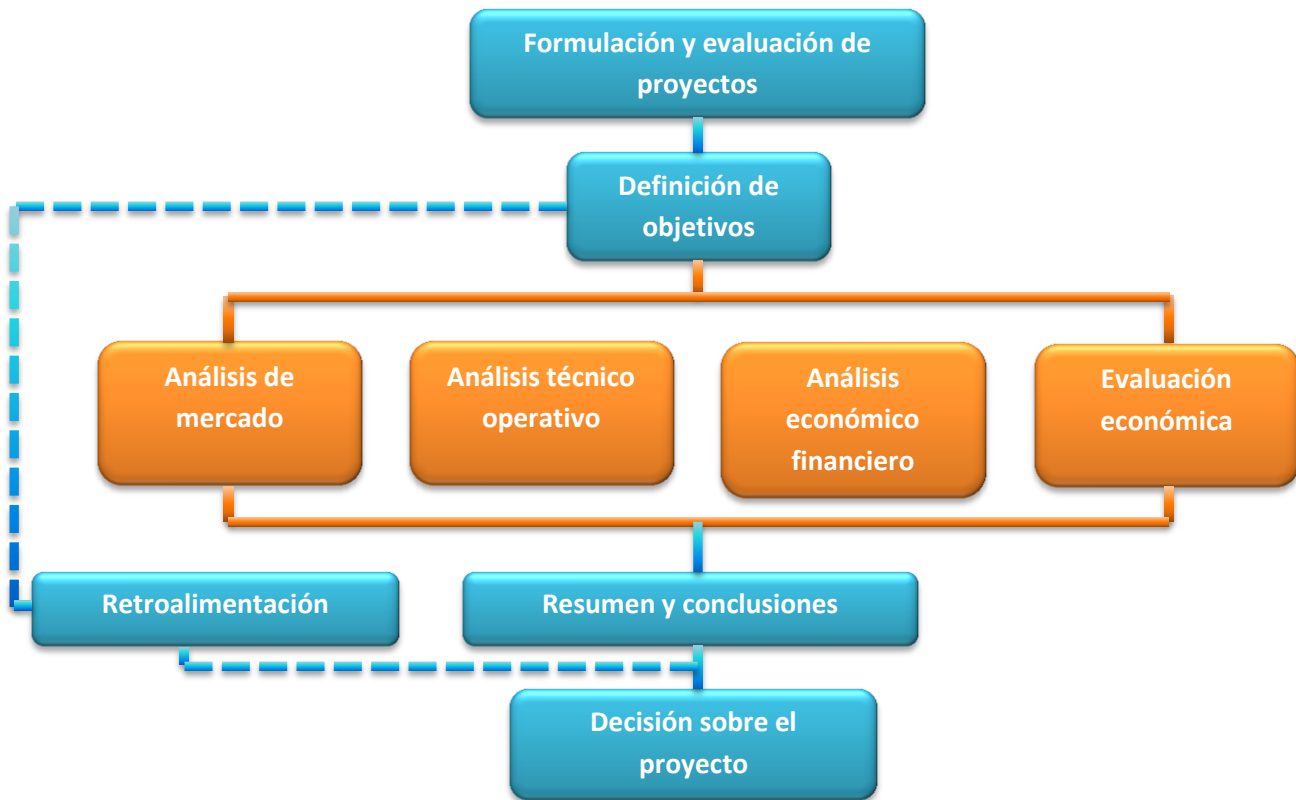 Formulación y evaluación de
proyectos
Definición de
objetivos
Análisis de
mercado
Análisis técnico
operativo
Análisis
económico
financiero
Evaluación
económica
Retroalimentación
Resumen y conclusiones
Decisión sobre el
proyecto